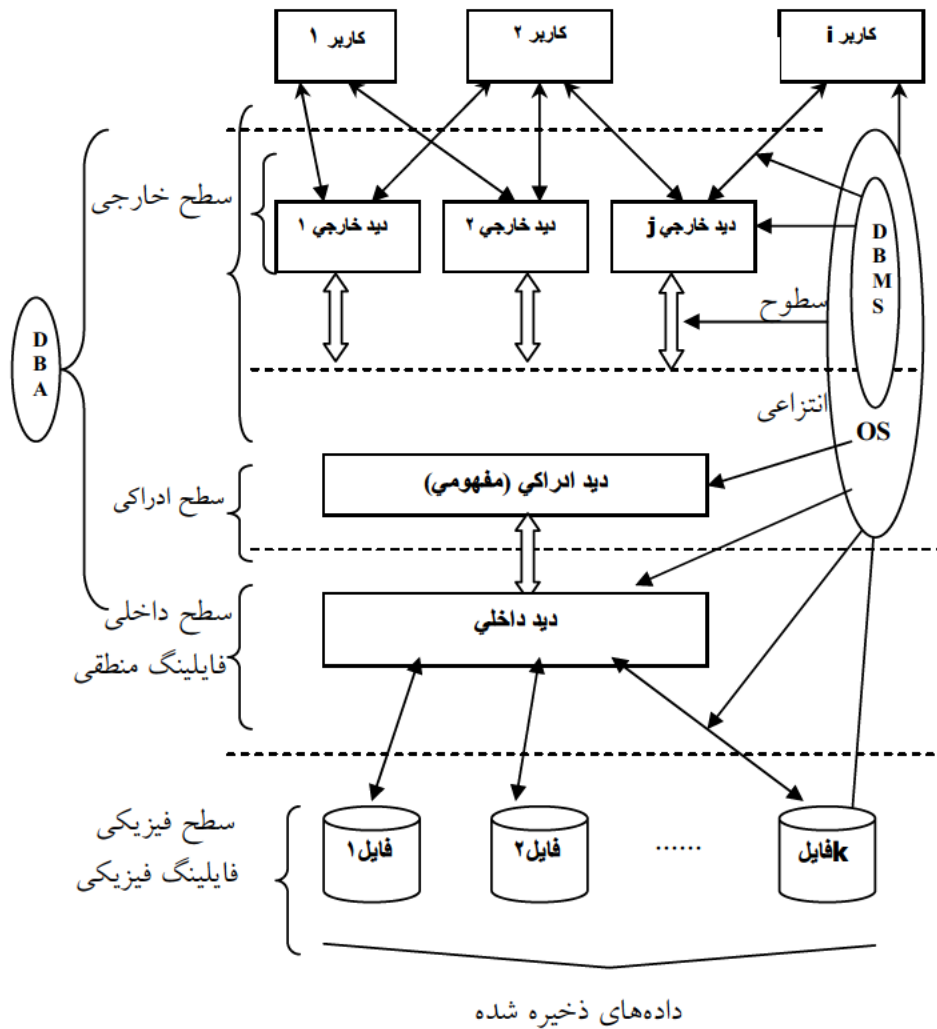 کاربر ۱
کاربر ۲
کاربر i
سطح خارجی
دید خارجي ۱
دید خارجي ۲
دید خارجي j
D
B
M
S
سطوح
D
B
A
انتزاعی
OS
دید ادراکي (مفهومي)
سطح ادراکی
سطح داخلی
فایلینگ منطقی
دید داخلي
سطح فیزیکی
فایلینگ فیزیکی
فایل۱
فایل۲
......
فایلk
داده‌های ذخیره شده